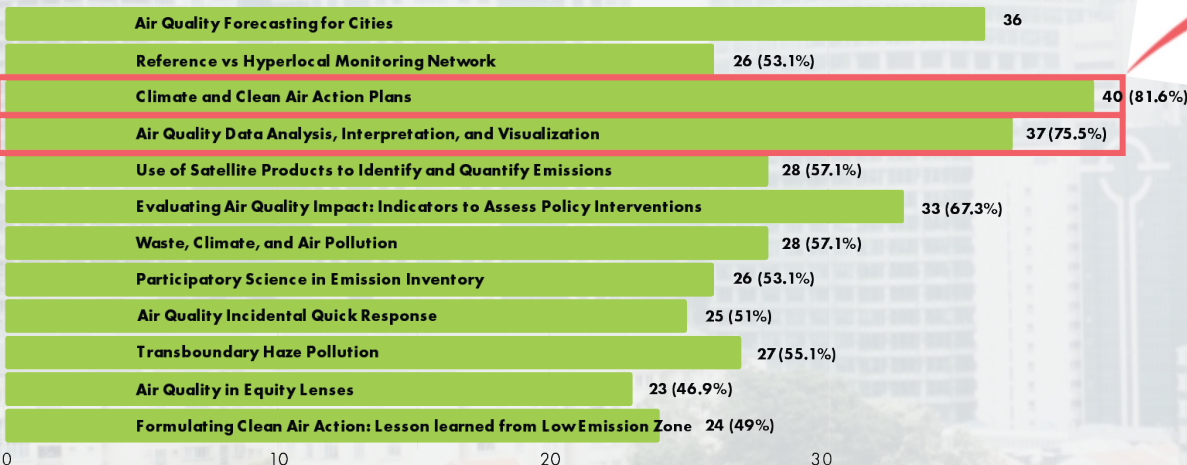 Air Quality Forecasting for Cities 36
Reference vs Hyperlocal Monitoring Network 26 (53.1%)
Climate and Clean Air Action Plans 40 (81.6%)
Air Quality Data Analysis, Interpretation, and Visualization 37 (75.5%)
Use of Satellite Products to Identify and Quantify Emissions 28 (57.1%)
Evaluating Air Quality Impact: Indicators to Assess Policy Interventions 33 (67.3%)
Waste, Climate, and Air Pollution 28 (57.1%)
Participatory Science in Emission Inventory 26 (53.1%)
Air Quality Incidental Quick Response 25 (51%)
Transboundary Haze Pollution 27 (55.1%)
Air Quality in Equity Lenses 23 (46.9%)
Formulating Clean Air Action: Lesson learned from Low Emission Zone 24 (49%)
0 10 20 30